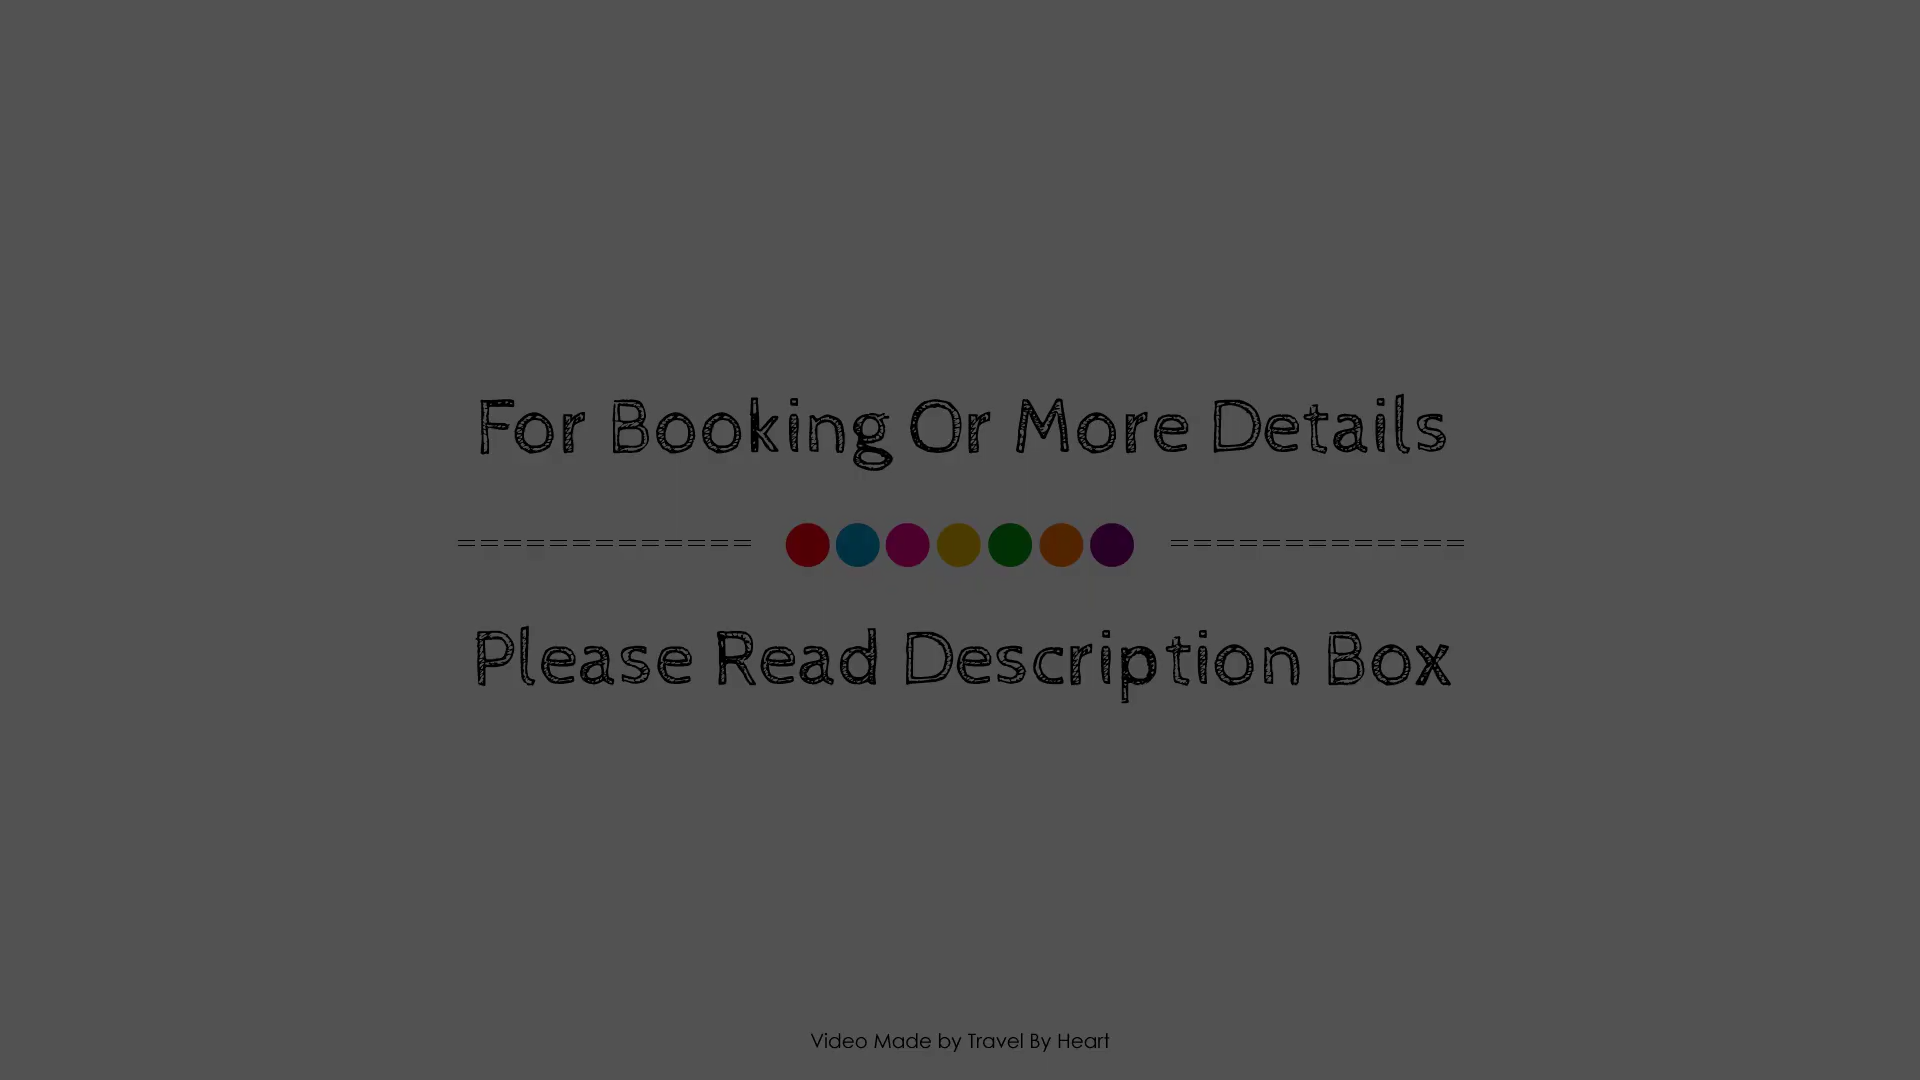 For Booking Or More Details
============= =============
Please Read Description Box
Video Made by Travel By Heart